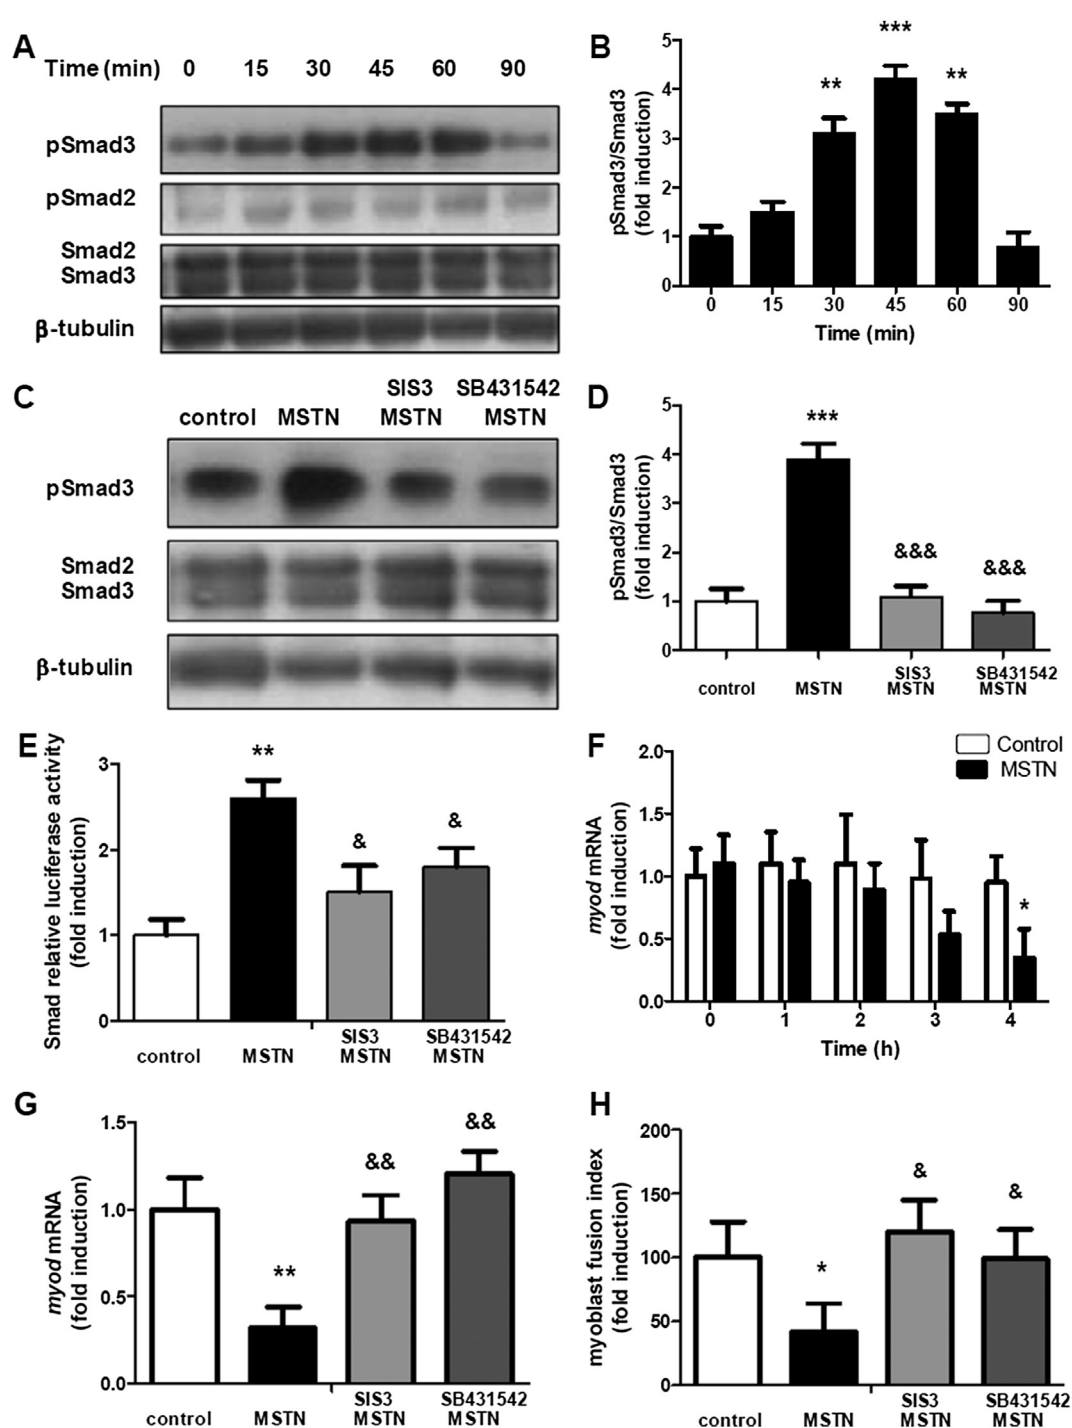 A
Time (min) 0 15 30 45 60 90
pSmad3
pSmad2
Smad2
Smad3
β-tubulin
B
pSmad3/Smad3
(fold induction)
5
4
3
2
1
0
**
***
**
0 15 30 45 60 90
Time (min)
C
control MSTN SIS3 MSTN SB431542 MSTN
pSmad3
Smad2
Smad3
β-tubulin
D
pSmad3/Smad3
(fold induction)
5
4
3
2
1
0
***
&&&
&&&
control MSTN SIS3 MSTN SB431542 MSTN
E
Smad relative luciferase activity
(fold induction)
3
2
1
0
**
&
&
control MSTN SIS3 MSTN SB431542 MSTN
F
Control
MSTN
myod mRNA
(fold induction)
2.0
1.5
1.0
0.5
0.0
*
0 1 2 3 4
Time (h)
G
myod mRNA
(fold induction)
1.5
1.0
0.5
0.0
**
&&
&&
control MSTN SIS3 MSTN SB431542 MSTN
H
myoblast fusion index
(fold induction)
200
150
100
50
0
*
&
&
control MSTN SIS3 MSTN SB431542 MSTN